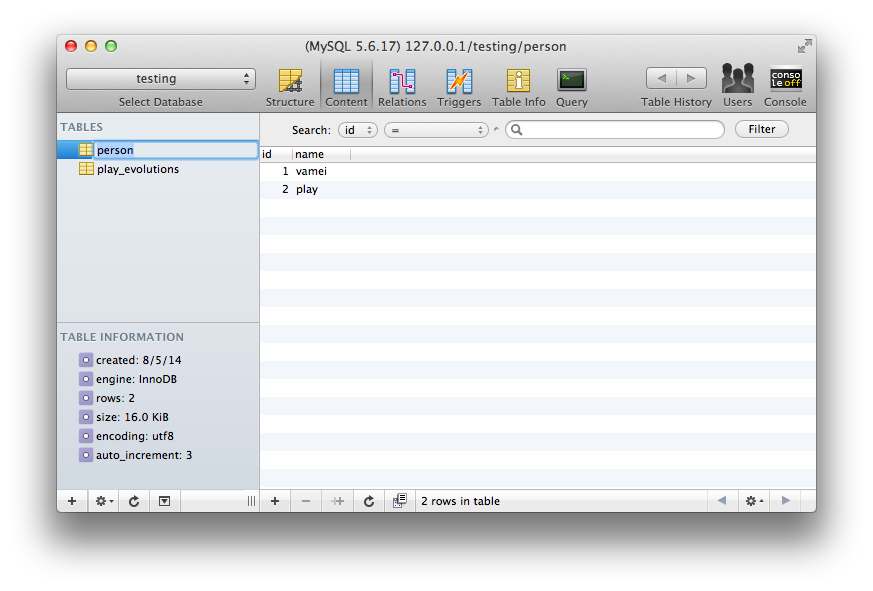 (MySQL 5.6.17) 127.0.0.1/testing/person
testing
Select Database
Structure
Content
Relations
Triggers
Table Info
Query
Table History
Users
conso
le off
Console
TABLES
person
play_evolutions
Search: id =
Filter
id name
1 vamei
2 play
TABLE INFORMATION
created: 8/5/14
engine: InnoDB
rows: 2
size: 16.0 KiB
encoding: utf8
auto_increment: 3
2 rows in table